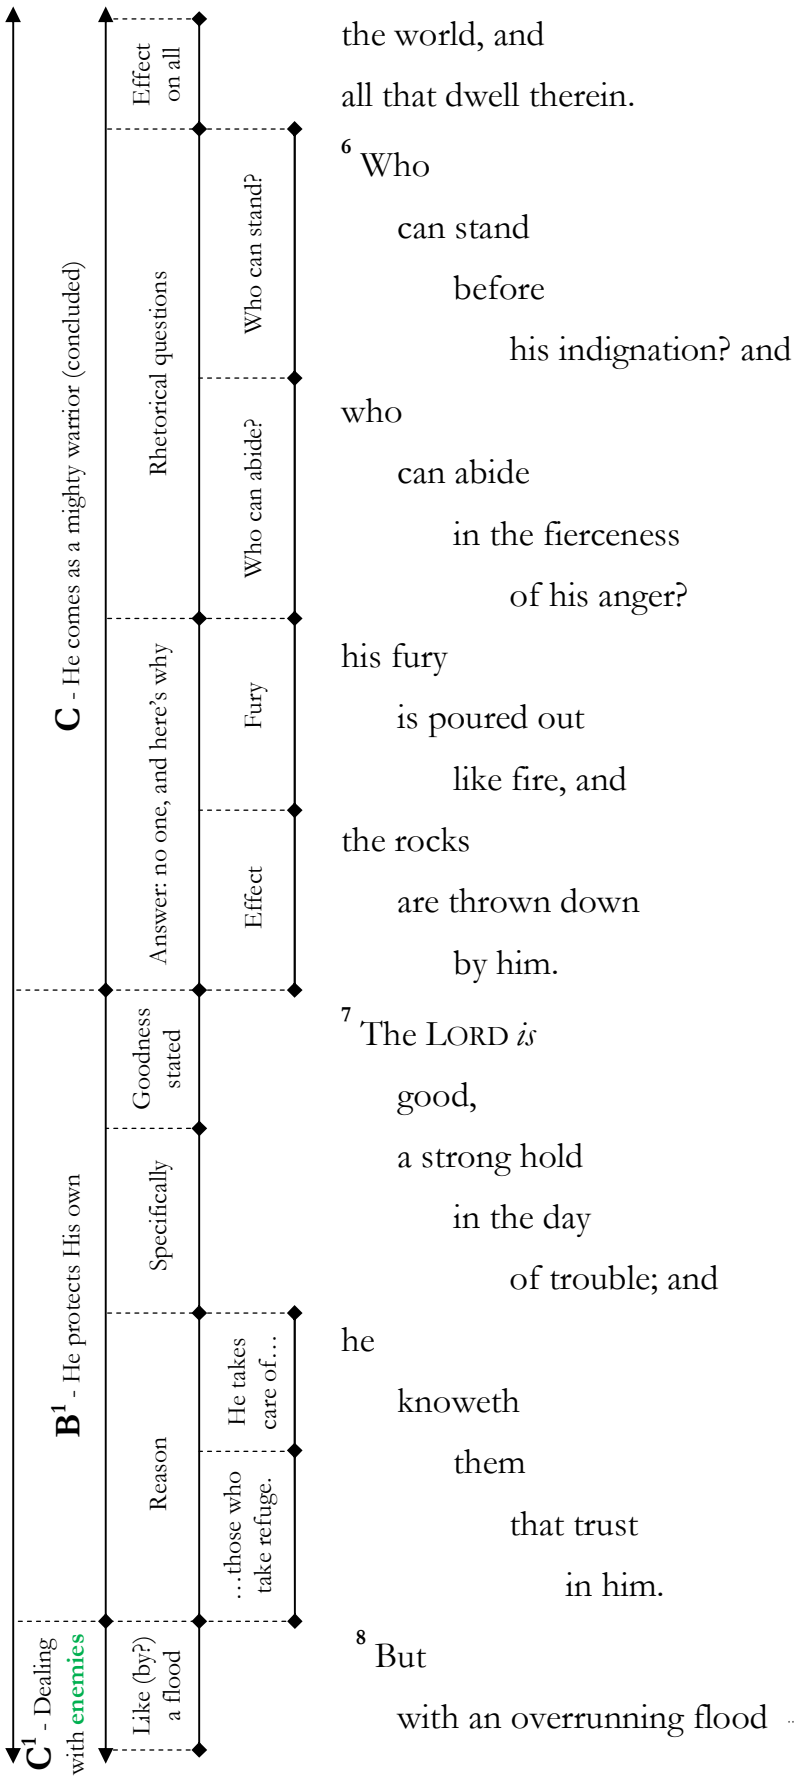 the world, and
all that dwell therein.
6 Who
can stand
before
his indignation? and
who
can abide
in the fierceness
of his anger?
his fury
is poured out
like fire, and
the rocks
are thrown down
by him.
7 The LORD is
good,
a strong hold
in the day
of trouble; and
he
knoweth
them
that trust
in him.
8 But
with an overrunning flood
C - He comes as a mighty warrior (concluded)
B1 - He protects His own
C1 - Dealing
with enemies
Effect
on all
Rhetorical questions
Answer: no one, and here's why
Goodness
stated
Specifically
Reason
Like (by?)
a flood
Who can stand?
Who can abide?
Fury
Effect
He takes
care of…
…those who
take refuge.